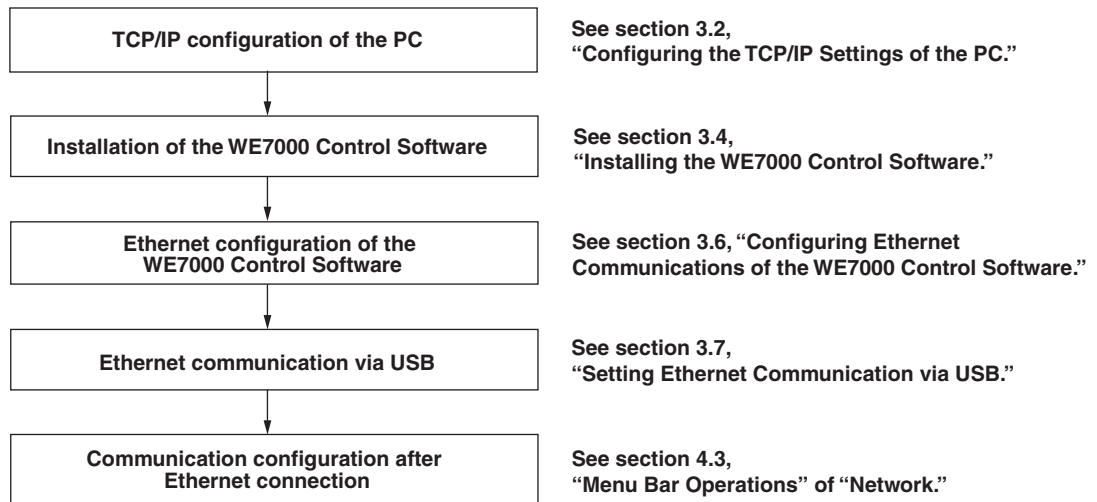 TCP/IP configuration of the PC
See section 3.2,
“Configuring the TCP/IP Settings of the PC.”
Installation of the WE7000 Control Software
See section 3.4,
“Installing the WE7000 Control Software.”
Ethernet configuration of the
WE7000 Control Software
See section 3.6, “Configuring Ethernet
Communications of the WE7000 Control Software.”
Ethernet communication via USB
See section 3.7,
“Setting Ethernet Communication via USB.”
Communication configuration after
Ethernet connection
See section 4.3,
“Menu Bar Operations” of “Network.”